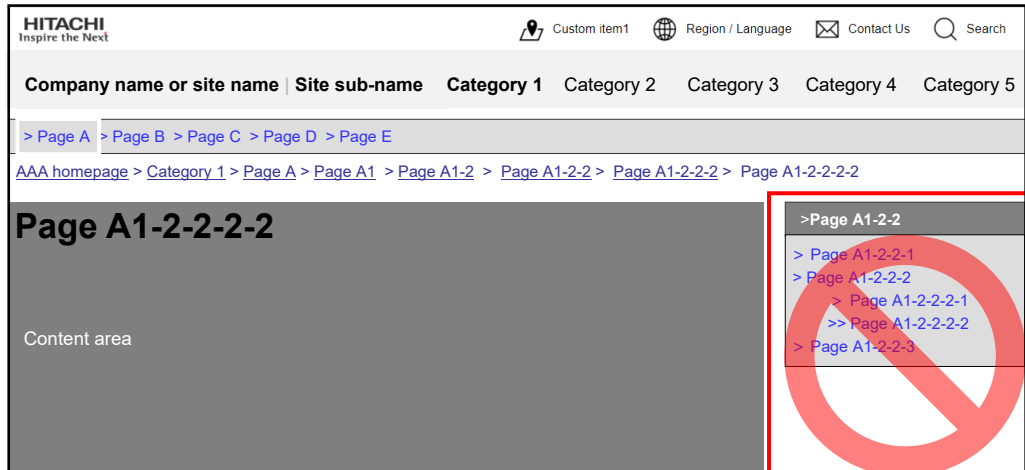 HITACHI
Inspire the Next
Custom item1 Region / Language Contact Us Search
Company name or site name | Site sub-name Category 1 Category 2 Category 3 Category 4 Category 5
> Page A > Page B > Page C > Page D > Page E
AAA homepage > Category 1 > Page A > Page A1 > Page A1-2 > Page A1-2-2 > Page A1-2-2-2 > Page A1-2-2-2-2
Page A1-2-2-2-2
Content area
>Page A1-2-2
> Page A1-2-2-1
> Page A1-2-2-2
> Page A1-2-2-2-1
>> Page A1-2-2-2-2
> Page A1-2-2-3